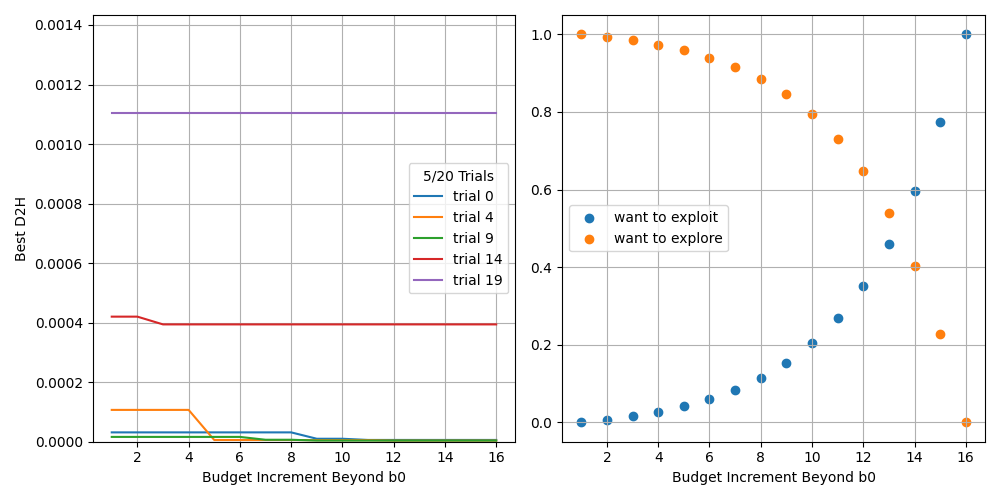 0.0014
0.0012
0.0010
0.0008
0.0006
0.0004
0.0002
0.0000
Best D2H
2 4 6 8 10 12 14 16
Budget Increment Beyond b0
5/20 Trials
trial 0
trial 4
trial 9
trial 14
trial 19
1.0
0.8
0.6
0.4
0.2
0.0
2 4 6 8 10 12 14 16
Budget Increment Beyond b0
want to exploit
want to explore